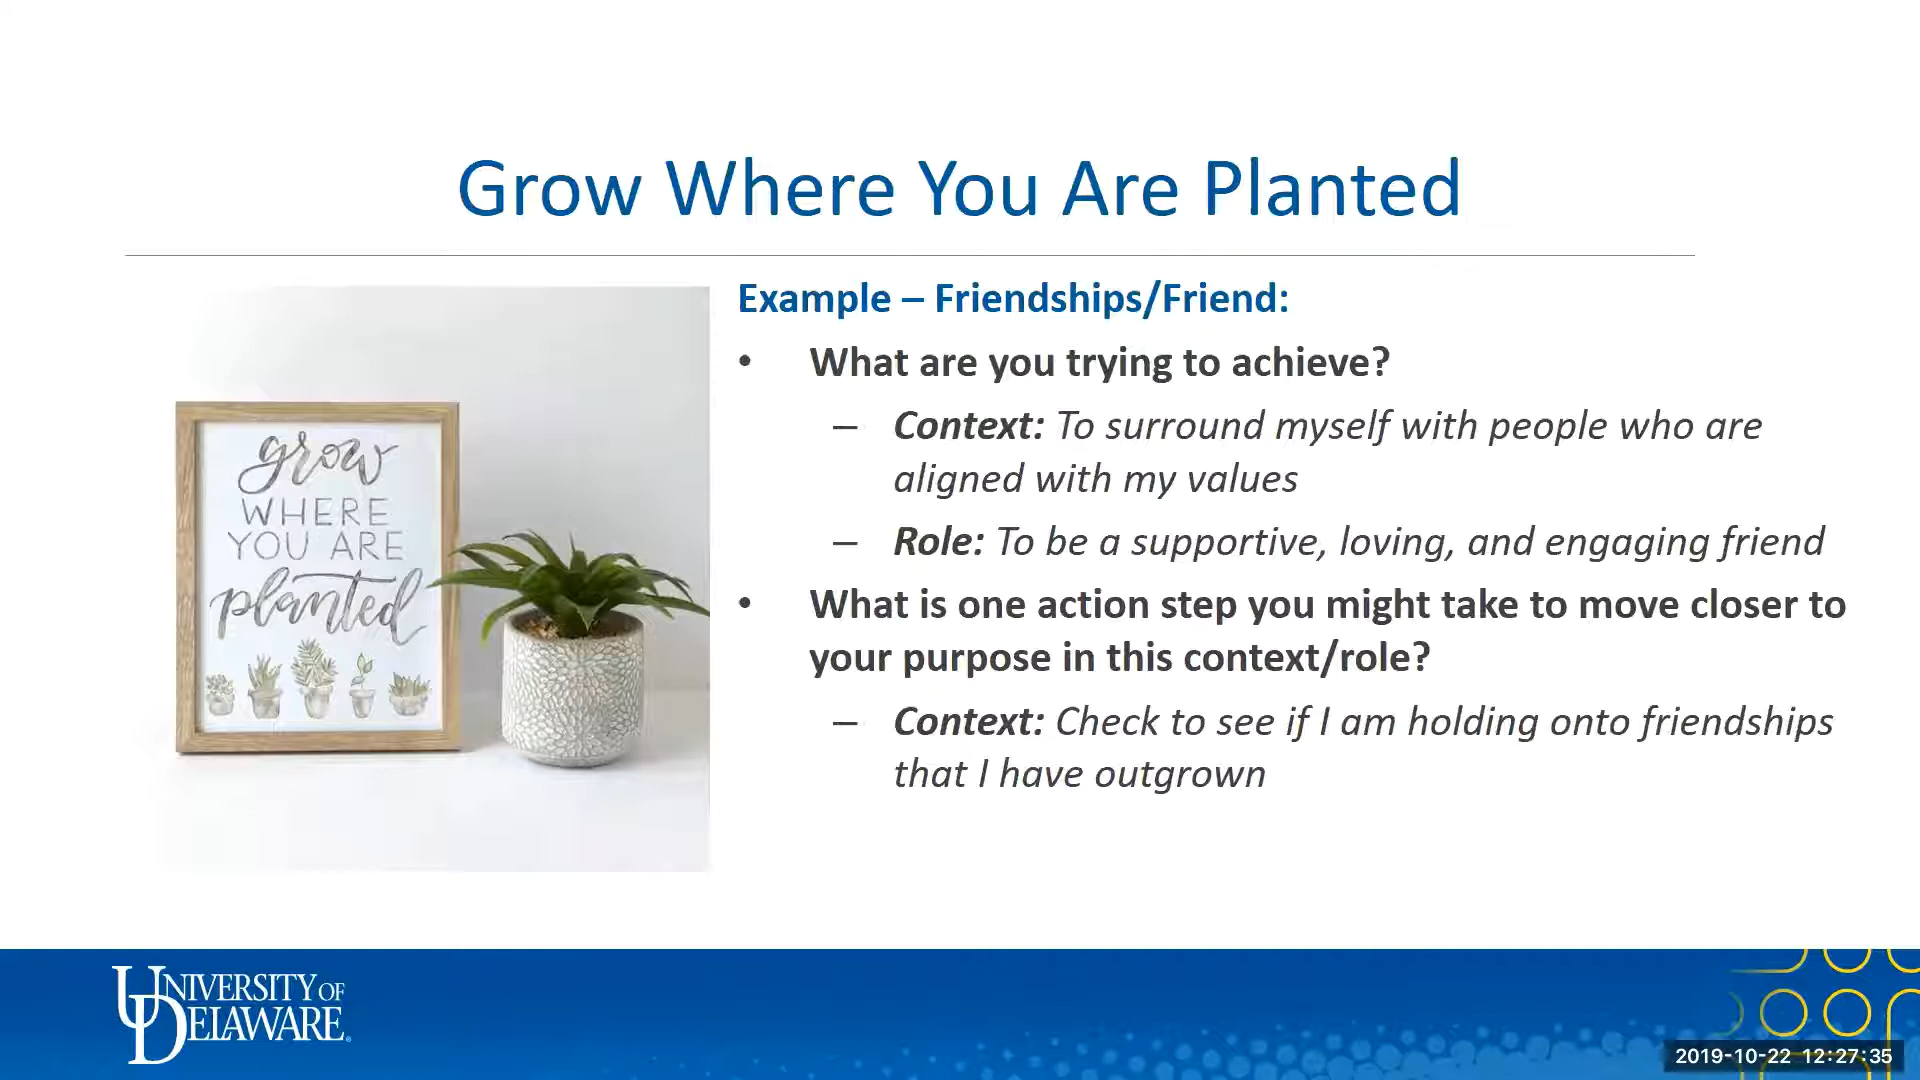 Grow Where You Are Planted
grow
WHERE
YOU ARE
planted
Example – Friendships/Friend:
• What are you trying to achieve?
– Context: To surround myself with people who are
aligned with my values
– Role: To be a supportive, loving, and engaging friend
• What is one action step you might take to move closer to
your purpose in this context/role?
– Context: Check to see if I am holding onto friendships
that I have outgrown
UNIVERSITY OF
DELAWARE.
2019-10-22 12:27:35